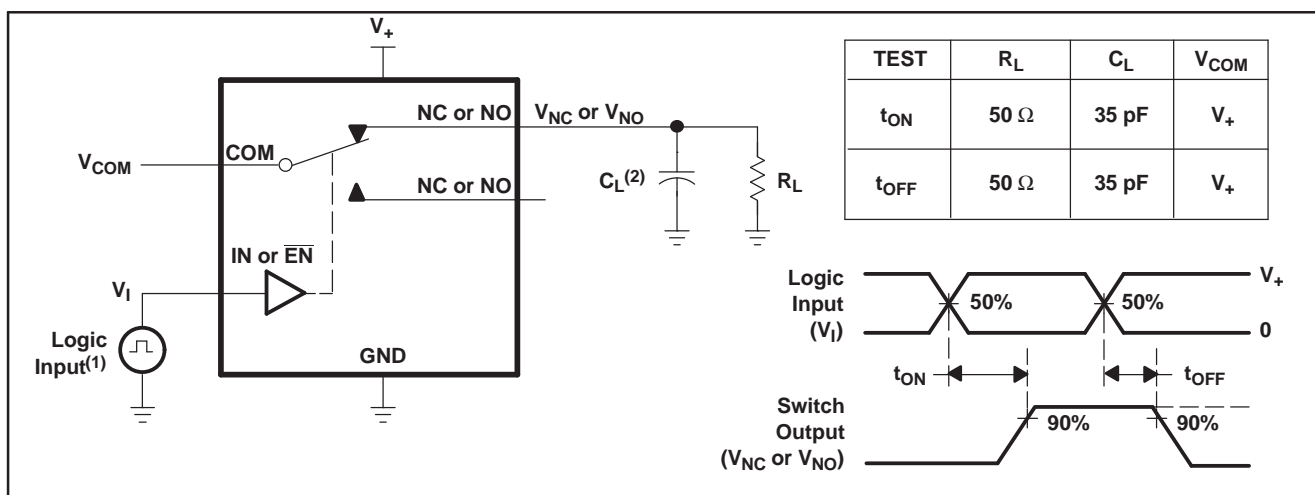 V+
NC or NO
VNC or VNO
VCOM
COM
CL(2)
RL
NC or NO
IN or E̅N̅
VI
Logic
Input(1)
GND
TEST RL CL VCOM
tON 50 Ω 35 pF V+
tOFF 50 Ω 35 pF V+
Logic
Input
(VI)
50%
50%
V+
0
tON
tOFF
Switch
Output
(VNC or VNO)
90%
90%